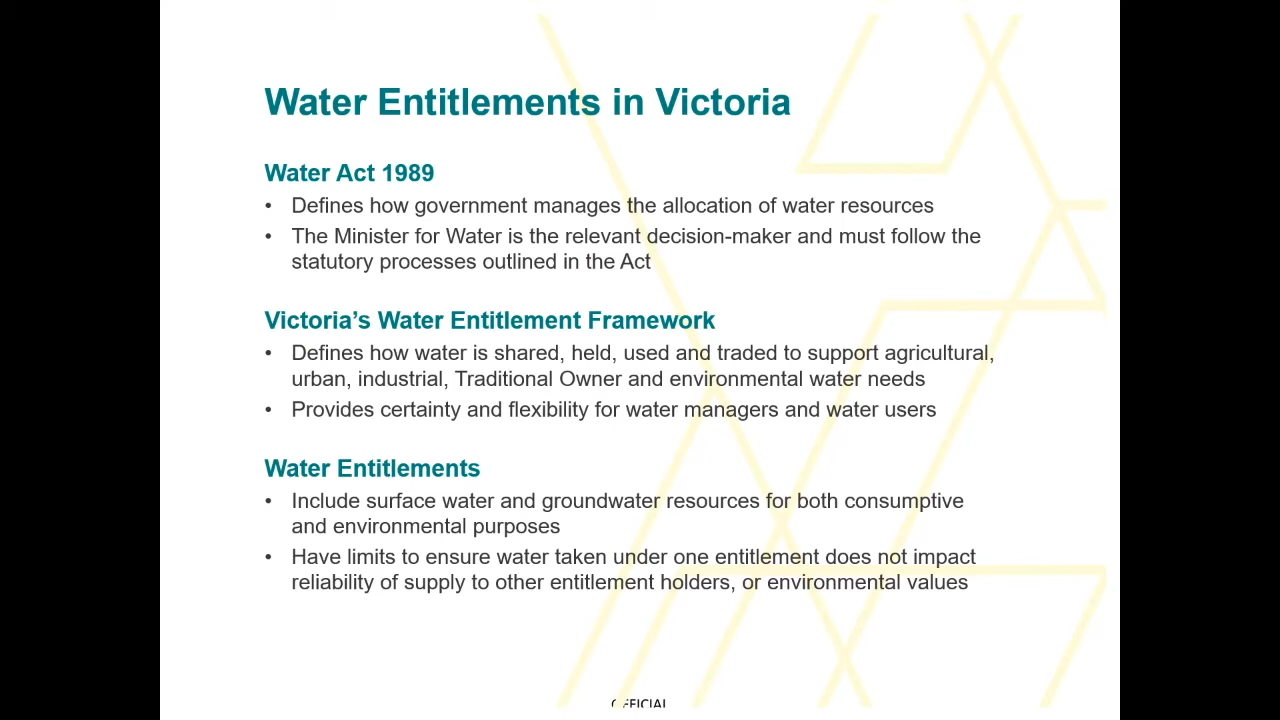 Water Entitlements in Victoria
Water Act 1989
• Defines how government manages the allocation of water resources
• The Minister for Water is the relevant decision-maker and must follow the
statutory processes outlined in the Act
Victoria’s Water Entitlement Framework
• Defines how water is shared, held, used and traded to support agricultural,
urban, industrial, Traditional Owner and environmental water needs
• Provides certainty and flexibility for water managers and water users
Water Entitlements
• Include surface water and groundwater resources for both consumptive
and environmental purposes
• Have limits to ensure water taken under one entitlement does not impact
reliability of supply to other entitlement holders, or environmental values
OFFICIAL